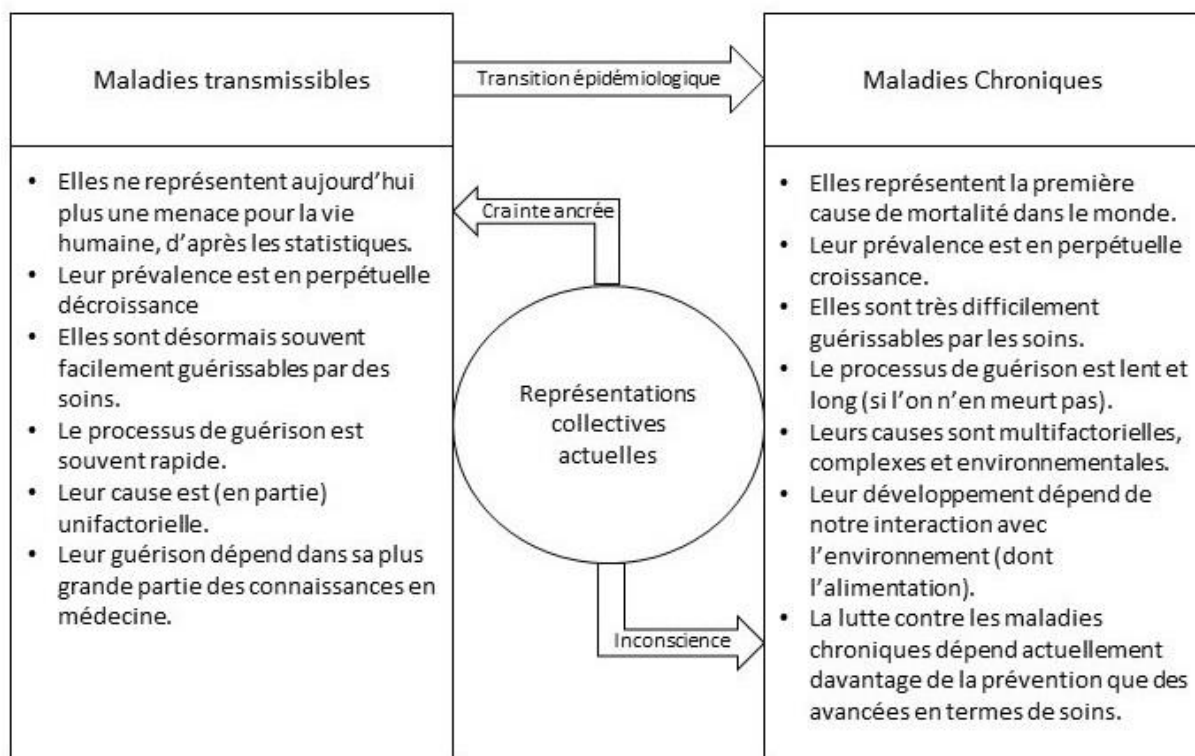 Maladies transmissibles
Transition épidémiologique
Maladies Chroniques
• Elles ne représentent aujourd’hui
plus une menace pour la vie
humaine, d’après les statistiques.
• Leur prévalence est en perpétuelle
décroissance
• Elles sont désormais souvent
facilement guérissables par des
soins.
• Le processus de guérison est
souvent rapide.
• Leur cause est (en partie)
unifactorielle.
• Leur guérison dépend dans sa plus
grande partie des connaissances en
médecine.
Crainte ancrée
Représentations
collectives
actuelles
Inconscience
• Elles représentent la première
cause de mortalité dans le monde.
• Leur prévalence est en perpétuelle
croissance.
• Elles sont très difficilement
guérissables par les soins.
• Le processus de guérison est lent et
long (si l’on n’en meurt pas).
• Leurs causes sont multifactorielles,
complexes et environnementales.
• Leur développement dépend de
notre interaction avec
l’environnement (dont
l’alimentation).
• La lutte contre les maladies
chroniques dépend actuellement
davantage de la prévention que des
avancées en termes de soins.